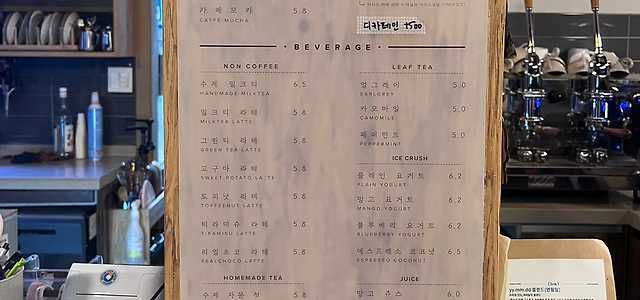 카페모카 5.8
CAFFE MOCHA
디카페인 +500
BEVERAGE
NON COFFEE
수제 밀크티 6.5
HANDMADE MILKTEA
밀크티 라떼 5.8
MILKTEA LATTE
그린티 라떼 5.8
GREEN TEA LATTE
고구마 라떼 5.8
SWEET POTATO LATTE
토피넛 라떼 5.8
TOFFEENUT LATTE
티라미슈 라떼 5.8
TIRAMISU LATTE
리얼초코 라떼 5.8
REALCHOCO LATTE
HOMEMADE TEA
수제 자몽청 5.8
LEAF TEA
얼그레이 5.0
EARLGREY
카모마일 5.0
CAMOMILE
페퍼민트 5.0
PEPPERMINT
ICE CRUSH
플레인 요거트 6.2
PLAIN YOGURT
망고 요거트 6.2
MANGO YOGURT
블루베리 요거트 6.2
BLUEBERRY YOGURT
에스프레소 코코넛 6.5
ESPRESSO COCONUT
JUICE
망고 쥬스 6.0